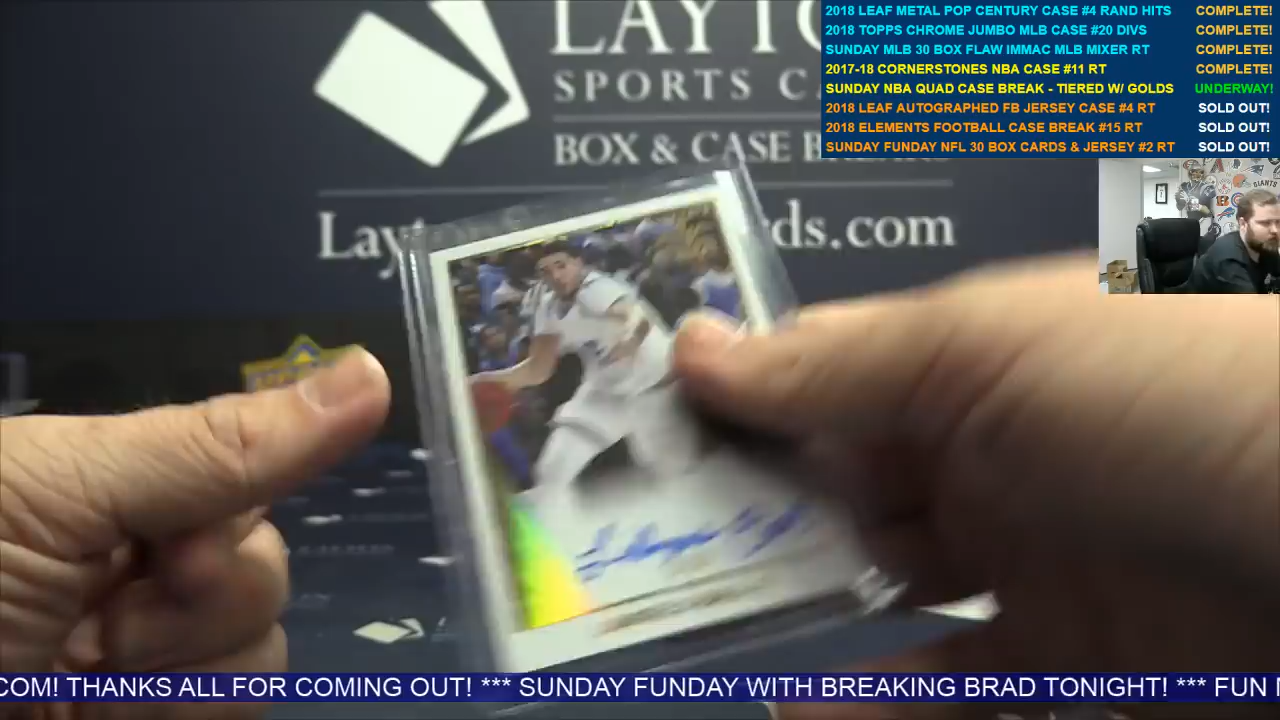 LAYTO
SPORTS CA
BOX & CASE BREAKS
Lay ds.com
2018 LEAF METAL POP CENTURY CASE #4 RAND HITS COMPLETE!
2018 TOPPS CHROME JUMBO MLB CASE #20 DIVS COMPLETE!
SUNDAY MLB 30 BOX FLAW IMMAC MLB MIXER RT COMPLETE!
2017-18 CORNERSTONES NBA CASE #11 RT COMPLETE!
SUNDAY NBA QUAD CASE BREAK - TIERED W/ GOLDS UNDERWAY!
2018 LEAF AUTOGRAPHED FB JERSEY CASE #4 RT SOLD OUT!
2018 ELEMENTS FOOTBALL CASE BREAK #15 RT SOLD OUT!
SUNDAY FUNDAY NFL 30 BOX CARDS & JERSEY #2 RT SOLD OUT!
GIANTS
COM! THANKS ALL FOR COMING OUT! *** SUNDAY FUNDAY WITH BREAKING BRAD TONIGHT! *** FUN